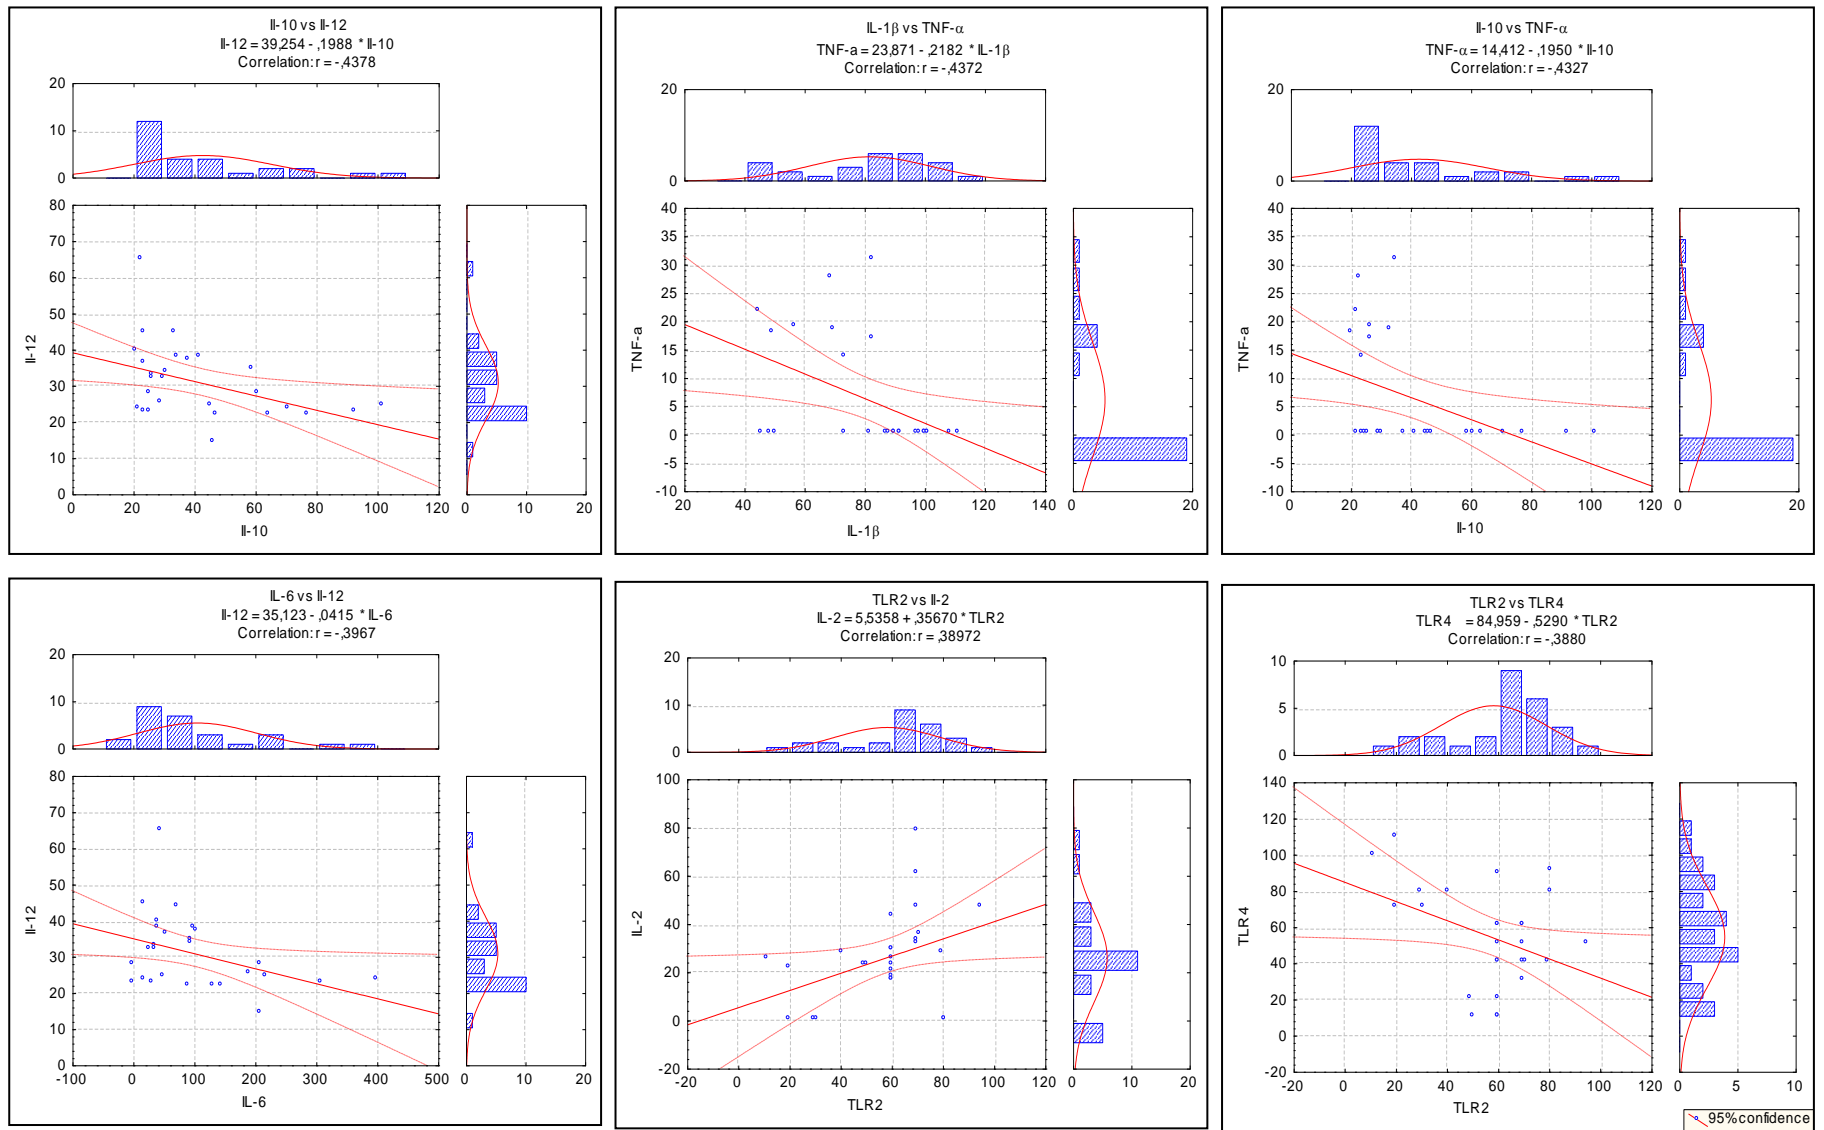 Il-10 vs Il-12
Il-12 = 39,254 - ,1988 * Il-10
Correlation: r = -,4378
20
10
0
80
70
60
50
40
30
20
10
0
Il-12
0 20 40 60 80 100 120
0 10 20
Il-10
IL-1β vs TNF-α
TNF-a = 23,871 - ,2182 * IL-1β
Correlation: r = -,4372
20
0
40
35
30
25
20
15
10
5
0
-5
-10
TNF-a
20 40 60 80 100 120 140
0 20
IL-1β
Il-10 vs TNF-α
TNF-α = 14,412 - ,1950 * Il-10
Correlation: r = -,4327
20
0
40
35
30
25
20
15
10
5
0
-5
-10
TNF-a
0 20 40 60 80 100 120
0 20
Il-10
IL-6 vs Il-12
Il-12 = 35,123 - ,0415 * IL-6
Correlation: r = -,3967
20
10
0
80
70
60
50
40
30
20
10
0
Il-12
-100 0 100 200 300 400 500
0 10 20
IL-6
TLR2 vs Il-2
IL-2 = 5,5358 + ,35670 * TLR2
Correlation: r = ,38972
20
10
0
100
80
60
40
20
0
-20
IL-2
-20 0 20 40 60 80 100 120
0 10 20
TLR2
TLR2 vs TLR4
TLR4 = 84,959 - ,5290 * TLR2
Correlation: r = -,3880
10
5
0
140
120
100
80
60
40
20
0
-20
TLR4
-20 0 20 40 60 80 100 120
0 5 10
TLR2
95%confidence